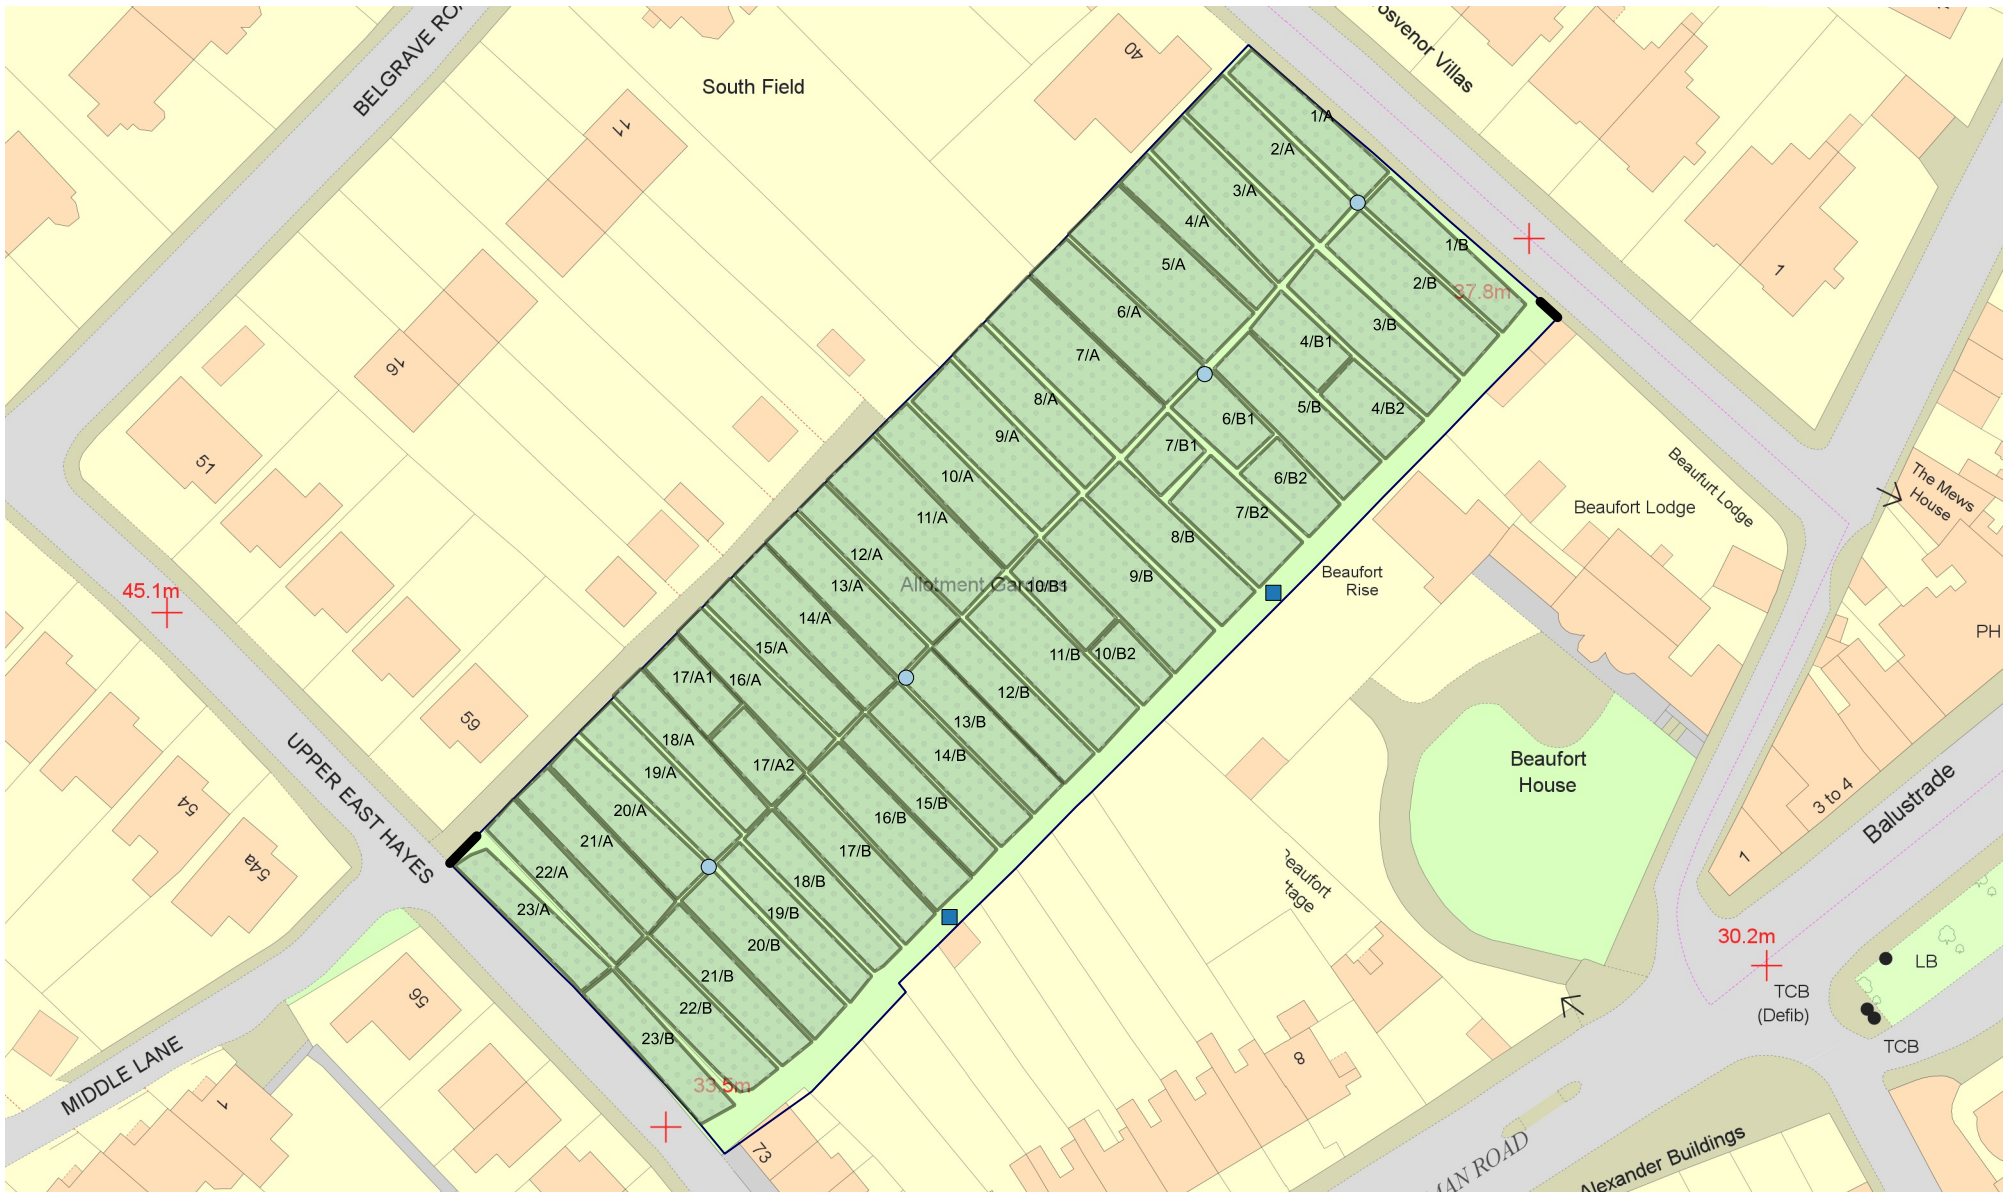 BELGRAVE RO
South Field
40
osvenor Villas
11
1/A
2/A
3/A
4/A
5/A
6/A
7/A
8/A
9/A
10/A
11/A
12/A
13/A
14/A
15/A
16/A
17/A1
17/A2
18/A
19/A
20/A
21/A
22/A
23/A
1/B
2/B
37.8m
3/B
4/B1
4/B2
5/B
6/B1
6/B2
7/B1
7/B2
8/B
9/B
Allotment Gardens
10/B1
10/B2
11/B
12/B
13/B
14/B
15/B
16/B
17/B
18/B
19/B
20/B
21/B
22/B
23/B
33.5m
1
16
51
45.1m
59
54
54a
56
UPPER EAST HAYES
MIDDLE LANE
1
73
8
Beaufurt Lodge
Beaufort Lodge
The Mews
House
Beaufort
Rise
PH
Beaufort
House
3 to 4
1
Balustrade
eaufort
ttage
30.2m
LB
TCB
(Defib)
TCB
MAN ROAD
Alexander Buildings